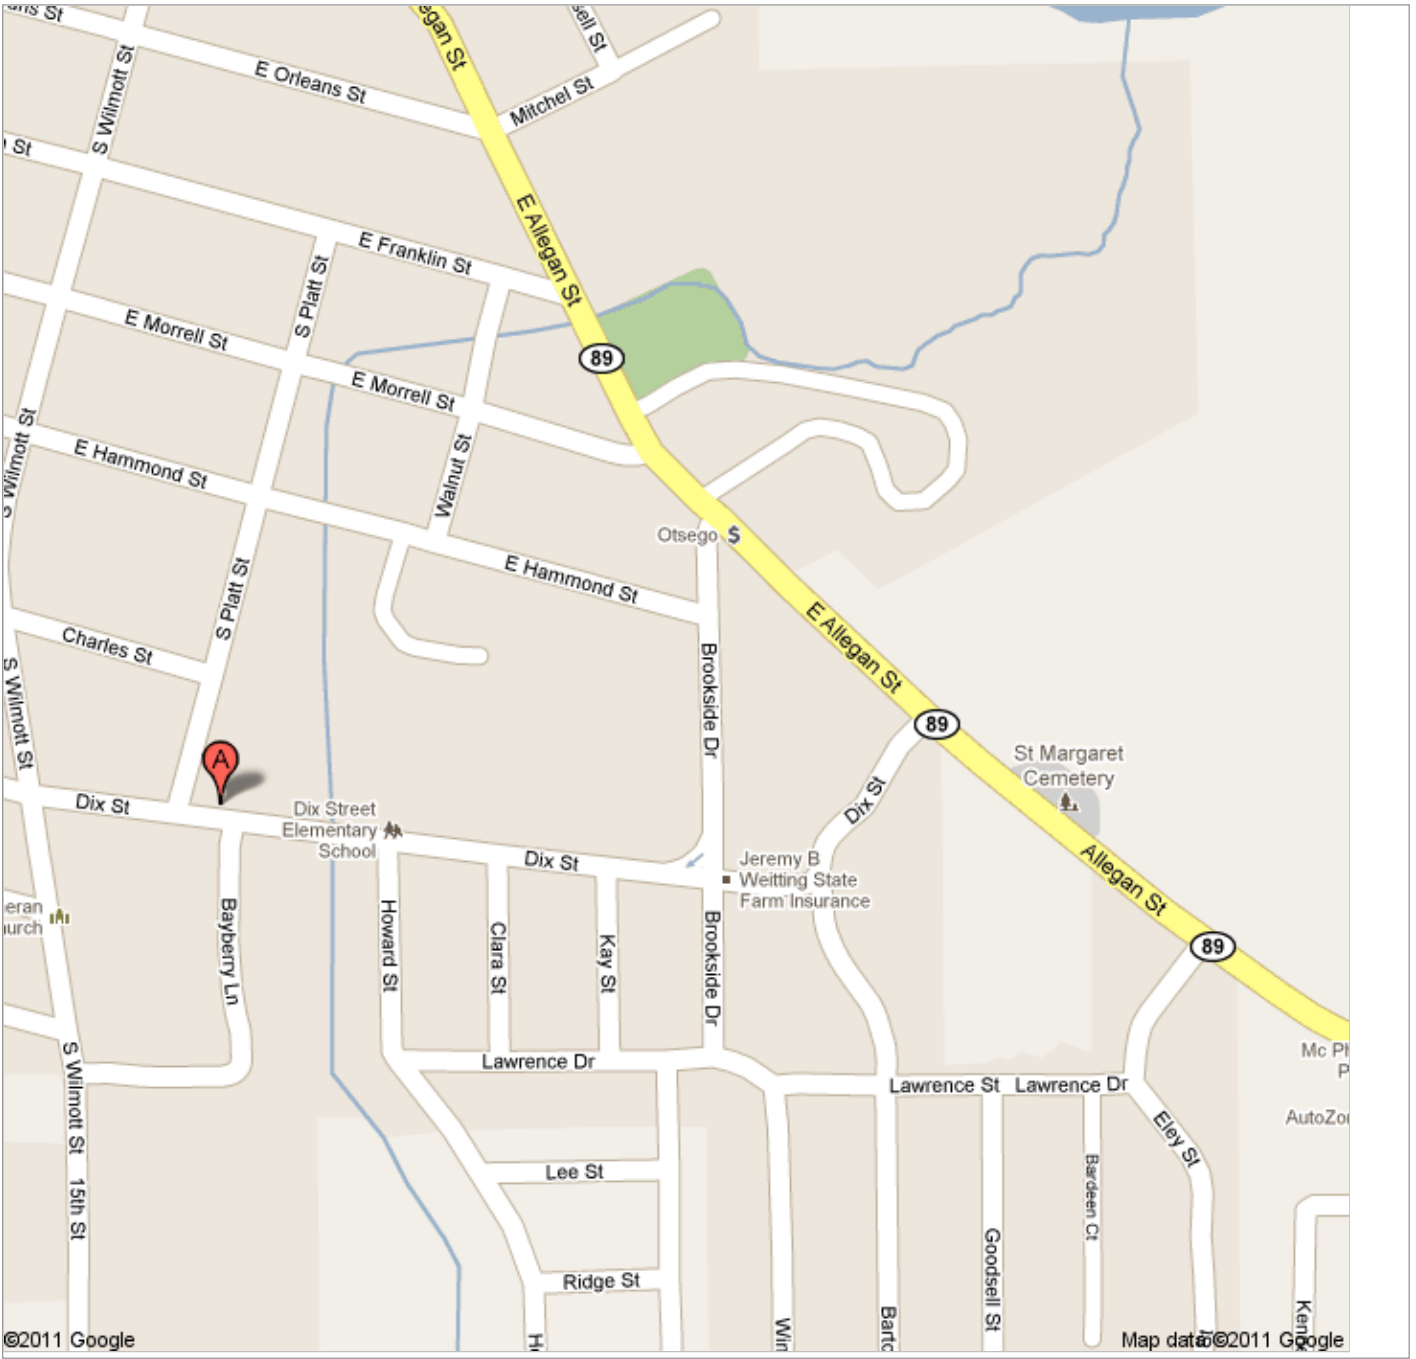 E Orleans St
S Wilmott St
Mitchel St
E Allegan St
E Franklin St
S Platt St
89
E Morrell St
E Morrell St
S Wilmott St
E Hammond St
Walnut St
Otsego $
E Hammond St
S Platt St
E Allegan St
Charles St
Brookside Dr
S Wilmott St
89
St Margaret
Cemetery
A
Dix St
Dix St
Dix Street
Elementary
School
Dix St
Jeremy B
Weitting State
Farm Insurance
Allegan St
Bayberry Ln
Howard St
Clara St
Kay St
Brookside Dr
89
S Wilmott St
Lawrence Dr
Lawrence St
Lawrence Dr
Eley St
Lee St
15th St
Bardeen Ct
Goodsell St
Ridge St
©2011 Google
Map data ©2011 Google